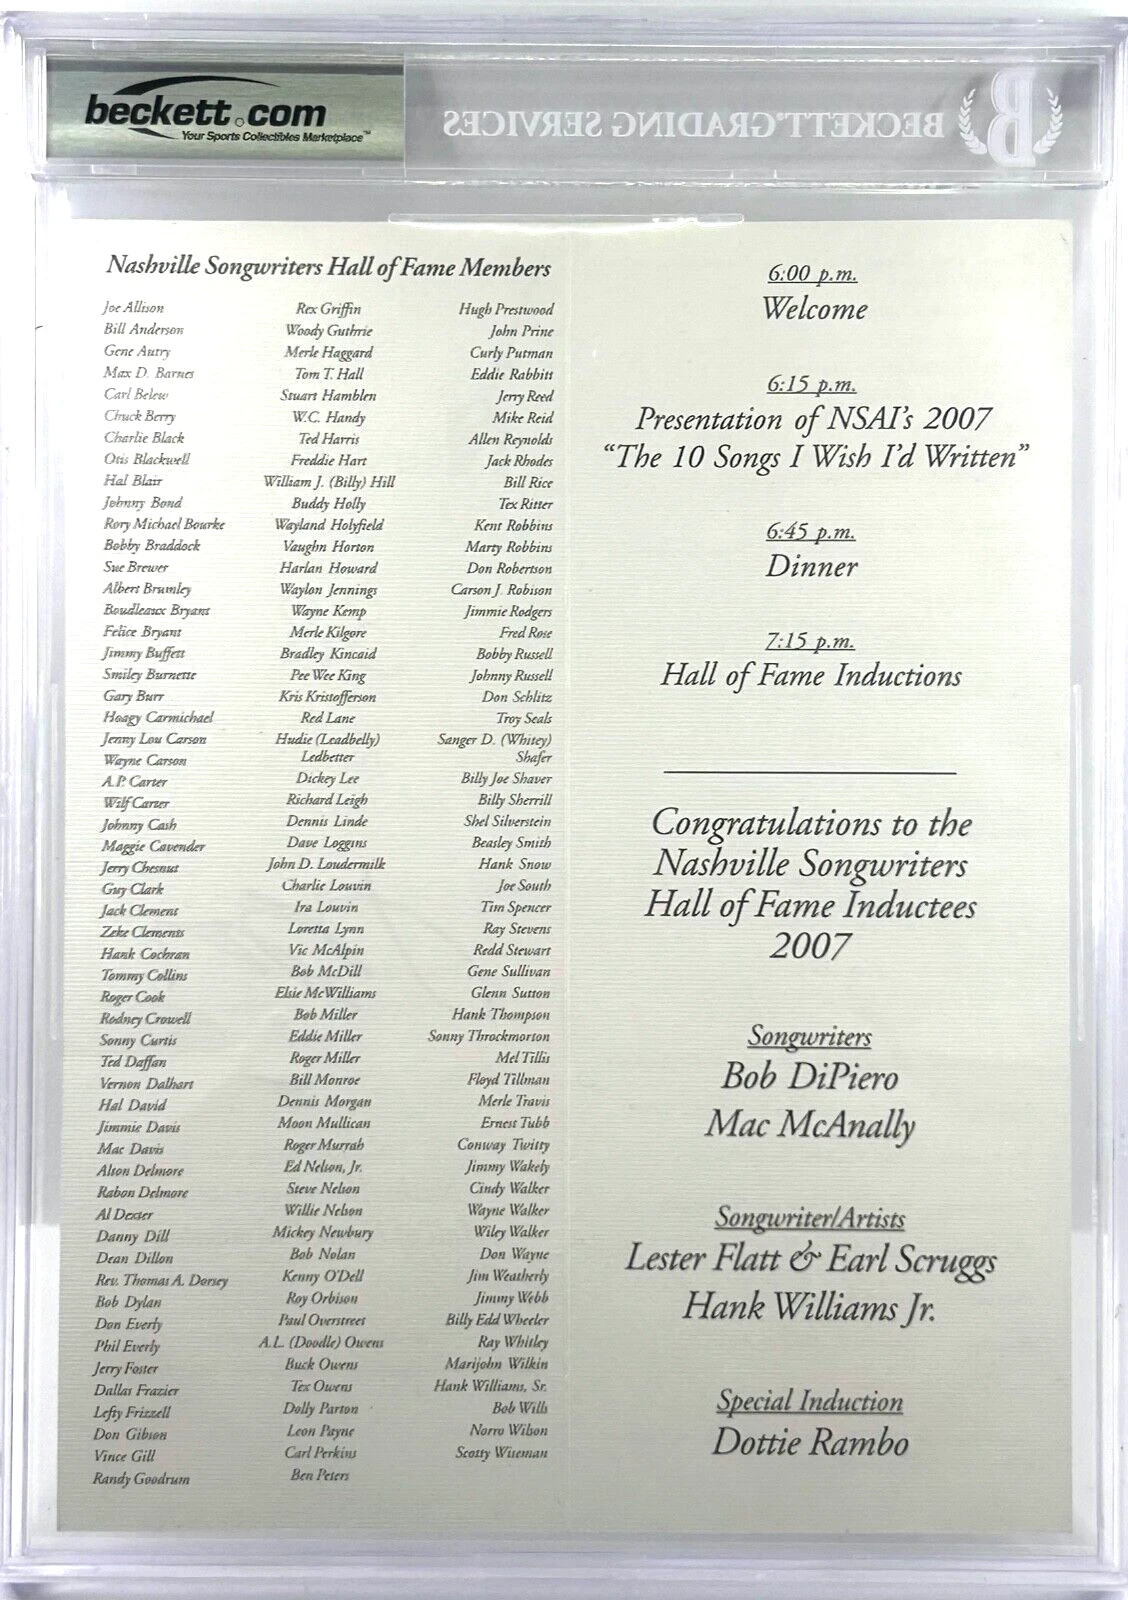 beckett.com
Your Sports Collectibles Marketplace™
BECKETT® GRADING SERVICES
B
Nashville Songwriters Hall of Fame Members
Joe Allison
Bill Anderson
Gene Autry
Max D. Barnes
Carl Belew
Chuck Berry
Charlie Black
Otis Blackwell
Hal Blair
Johnny Bond
Rory Michael Bourke
Bobby Braddock
Sue Brewer
Albert Brumley
Boudleaux Bryant
Felice Bryant
Jimmy Buffett
Smiley Burnette
Gary Burr
Hoagy Carmichael
Jenny Lou Carson
Wayne Carson
A.P. Carter
Wilf Carter
Johnny Cash
Maggie Cavender
Jerry Chesnut
Guy Clark
Jack Clement
Zeke Clements
Hank Cochran
Tommy Collins
Roger Cook
Rodney Crowell
Sonny Curtis
Ted Daffan
Vernon Dalhart
Hal David
Jimmie Davis
Mac Davis
Alton Delmore
Rabon Delmore
Al Dexter
Danny Dill
Dean Dillon
Rev. Thomas A. Dorsey
Bob Dylan
Don Everly
Phil Everly
Jerry Foster
Dallas Frazier
Lefty Frizzell
Don Gibson
Vince Gill
Randy Goodrum
Rex Griffin
Woody Guthrie
Merle Haggard
Tom T. Hall
Stuart Hamblen
W.C. Handy
Ted Harris
Freddie Hart
William J. (Billy) Hill
Buddy Holly
Wayland Holyfield
Vaughn Horton
Harlan Howard
Waylon Jennings
Wayne Kemp
Merle Kilgore
Bradley Kincaid
Pee Wee King
Kris Kristofferson
Red Lane
Hudie (Leadbelly)
Ledbetter
Dickey Lee
Richard Leigh
Dennis Linde
Dave Loggins
John D. Loudermilk
Charlie Louvin
Ira Louvin
Loretta Lynn
Vic McAlpin
Bob McDill
Elsie McWilliams
Bob Miller
Eddie Miller
Roger Miller
Bill Monroe
Dennis Morgan
Moon Mullican
Roger Murrah
Ed Nelson, Jr.
Steve Nelson
Willie Nelson
Mickey Newbury
Bob Nolan
Kenny O'Dell
Roy Orbison
Paul Overstreet
A.L. (Doodle) Owens
Buck Owens
Tex Owens
Dolly Parton
Leon Payne
Carl Perkins
Ben Peters
Hugh Prestwood
John Prine
Curly Putman
Eddie Rabbitt
Jerry Reed
Mike Reid
Allen Reynolds
Jack Rhodes
Bill Rice
Tex Ritter
Kent Robbins
Marty Robbins
Don Robertson
Carson J. Robison
Jimmie Rodgers
Fred Rose
Bobby Russell
Johnny Russell
Don Schlitz
Troy Seals
Sanger D. (Whitey)
Shafer
Billy Joe Shaver
Billy Sherrill
Shel Silverstein
Beasley Smith
Hank Snow
Joe South
Tim Spencer
Ray Stevens
Redd Stewart
Gene Sullivan
Glenn Sutton
Hank Thompson
Sonny Throckmorton
Mel Tillis
Floyd Tillman
Merle Travis
Ernest Tubb
Conway Twitty
Jimmy Wakely
Cindy Walker
Wayne Walker
Wiley Walker
Don Wayne
Jim Weatherly
Jimmy Webb
Billy Edd Wheeler
Ray Whitley
Marijohn Wilkin
Hank Williams, Sr.
Bob Wills
Norro Wilson
Scotty Wiseman
6:00 p.m.
Welcome
6:15 p.m.
Presentation of NSAI's 2007
“The 10 Songs I Wish I'd Written”
6:45 p.m.
Dinner
7:15 p.m.
Hall of Fame Inductions
Congratulations to the
Nashville Songwriters
Hall of Fame Inductees
2007
Songwriters
Bob DiPiero
Mac McAnally
Songwriter/Artists
Lester Flatt & Earl Scruggs
Hank Williams Jr.
Special Induction
Dottie Rambo